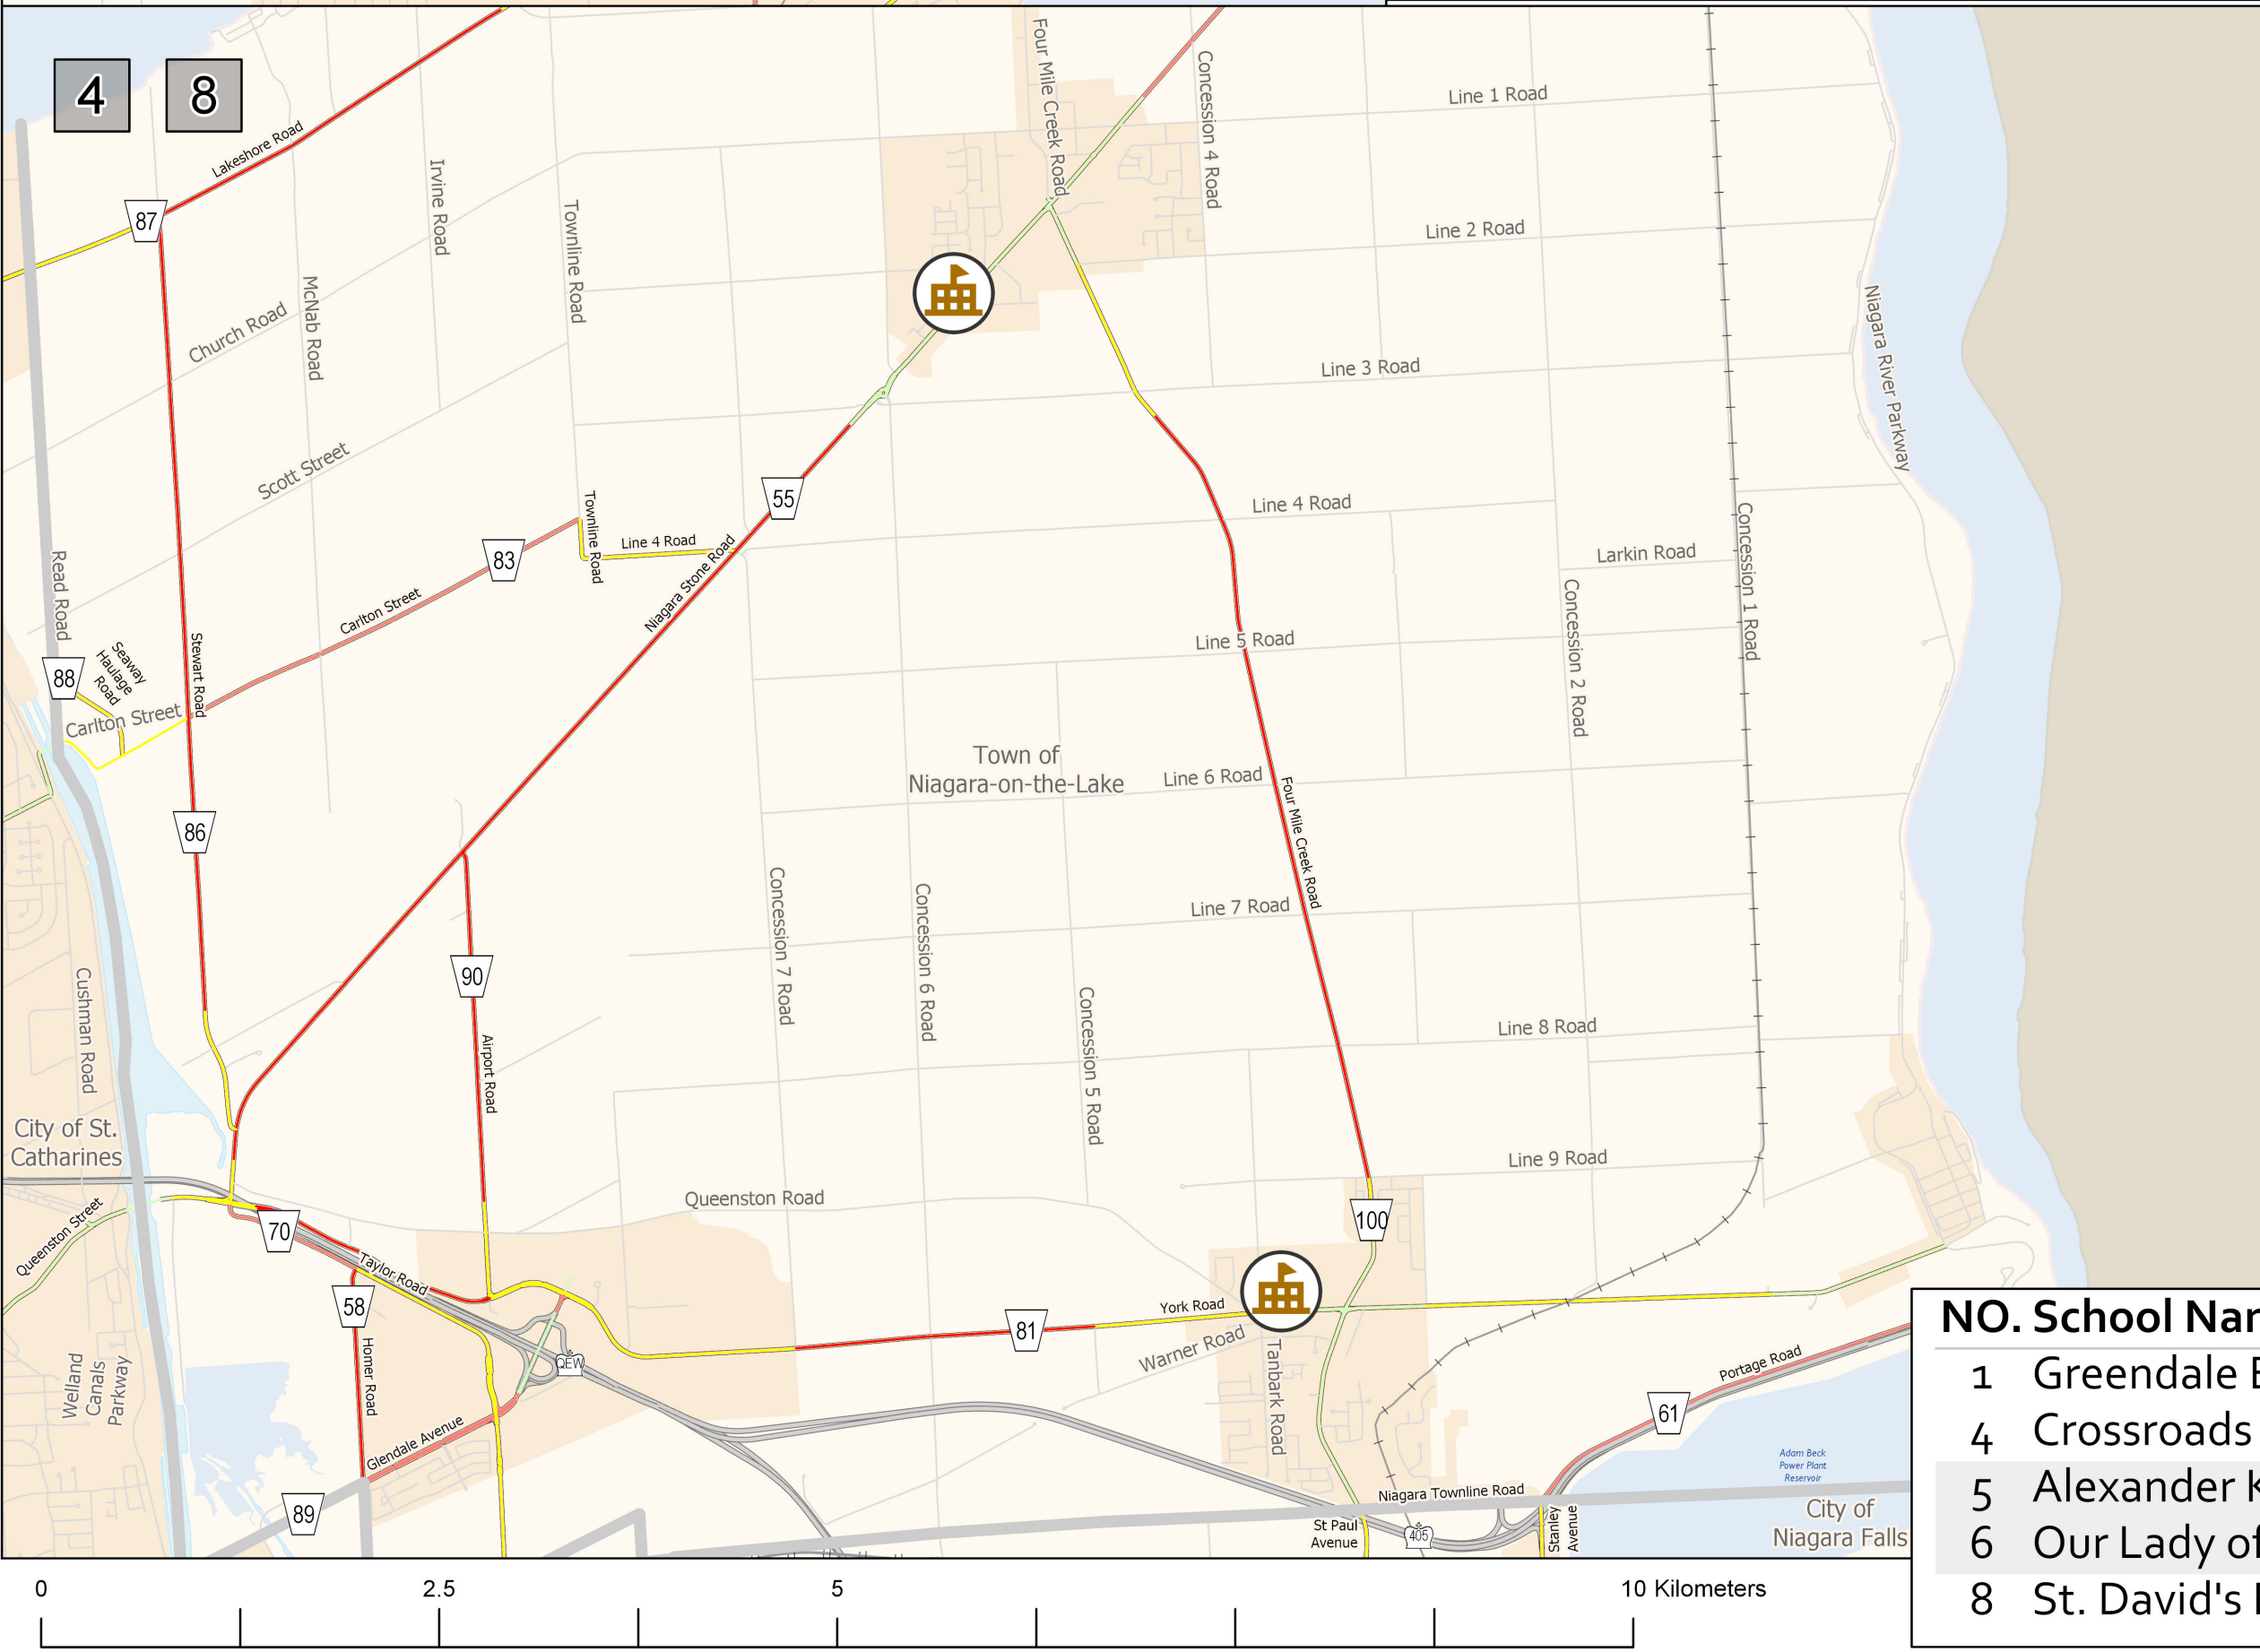 4
8
Four Mile Creek Road
Concession 4 Road
Line 1 Road
Lakeshore Road
Irvine Road
Townline Road
87
Line 2 Road
McNab Road
Church Road
Niagara River Parkway
Line 3 Road
Scott Street
55
Townline Road
Line 4 Road
Line 4 Road
83
Niagara Stone Road
Concession 1 Road
Larkin Road
Read Road
Carlton Street
Concession 2 Road
Line 5 Road
Seaway
Haulage
Road
88
Stewart Road
Carlton Street
Town of
Niagara-on-the-Lake
Line 6 Road
Four Mile Creek Road
86
Concession 7 Road
Concession 6 Road
Line 7 Road
90
Cushman Road
Concession 5 Road
Line 8 Road
Airport Road
City of St.
Catharines
Line 9 Road
Queenston Road
Queenston Street
70
100
Taylor Road
58
York Road
81
Warner Road
Homer Road
QEW
Tanbark Road
Welland
Canals
Parkway
Portage Road
61
Glendale Avenue
Adam Beck
Power Plant
Reservoir
Niagara Townline Road
89
St Paul
Avenue
405
Stanley
Avenue
City of
Niagara Falls
NO. School Nar
1 Greendale E
4 Crossroads
5 Alexander K
6 Our Lady of
8 St. David's
0 2.5 5 10 Kilometers